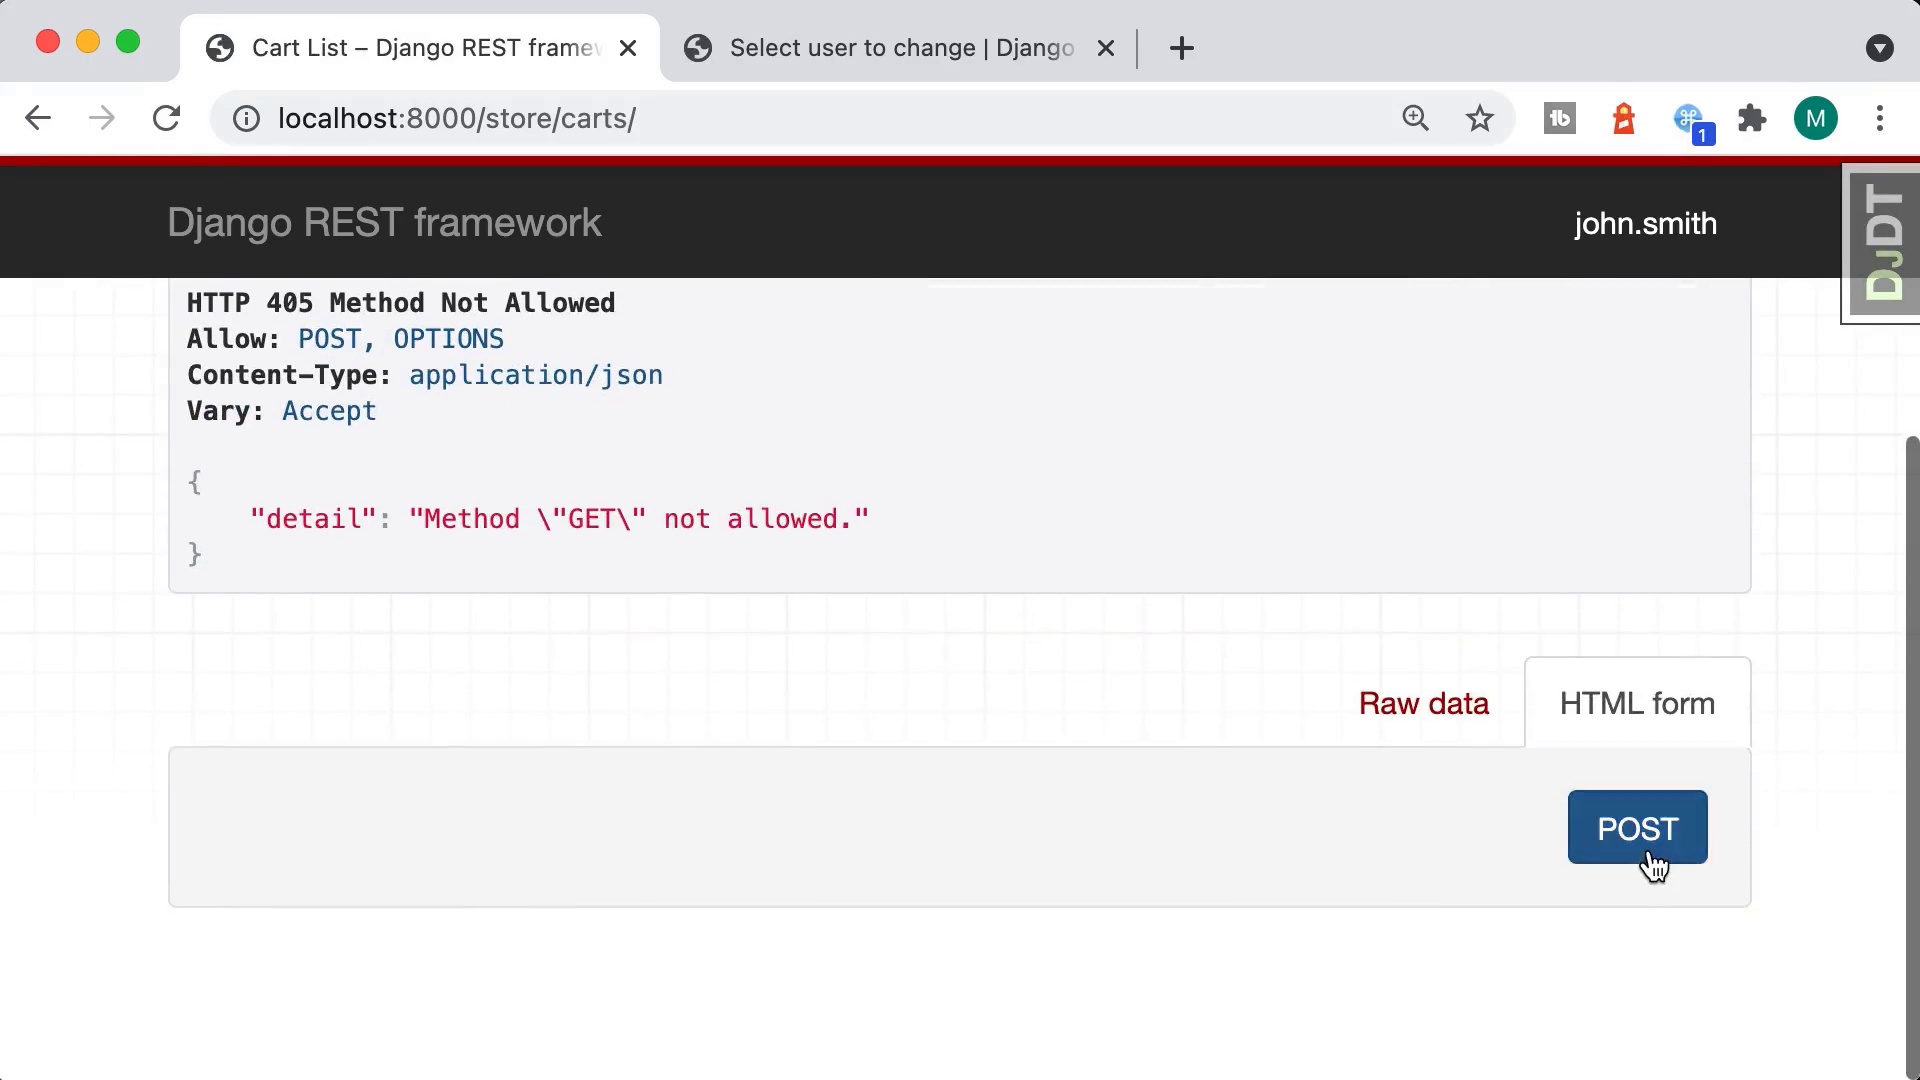 Cart List – Django REST framew
Select user to change | Django
localhost:8000/store/carts/
1
M
Django REST framework
john.smith
DJDT
HTTP 405 Method Not Allowed
Allow: POST, OPTIONS
Content-Type: application/json
Vary: Accept
{
"detail": "Method \"GET\" not allowed."
}
Raw data
HTML form
POST